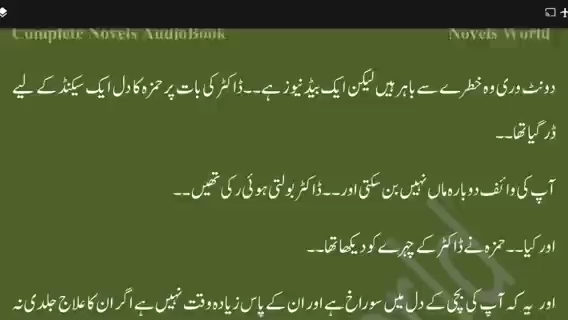 Complete Novels AudioBook Novels World
دونٹ وری وہ خطرے سے باہر ہیں لیکن ایک بیڈ نیوز ہے۔۔ڈاکٹر کی بات پر حمزہ کا دل ایک سیکنڈ کے لیے
ڈر گیا تھا۔۔
آپ کی وائف دوبارہ ماں نہیں بن سکتی اور۔۔ڈاکٹر بولتی ہوئی رکی تھیں۔۔
اور کیا۔۔حمزہ نے ڈاکٹر کے چہرے کو دیکھا تھا۔۔
اور یہ کہ آپ کی بچی کے دل میں سوراخ ہے اور ان کے پاس زیادہ وقت نہیں ہے اگر ان کا علاج جلدی نہ